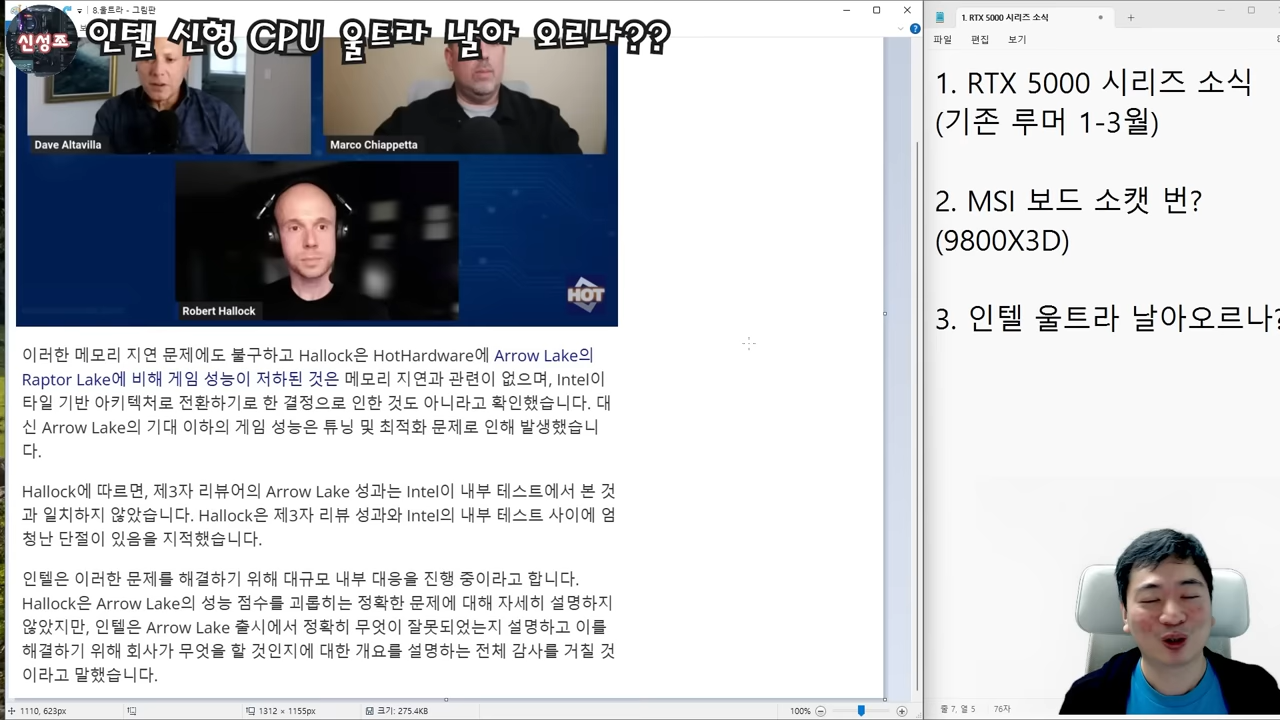 8.울트라 - 그림판
신성조
인텔 신형 CPU 울트라 날아 오르나??
Dave Altavilla
Marco Chiappetta
Robert Hallock
HOT
이러한 메모리 지연 문제에도 불구하고 Hallock은 HotHardware에 Arrow Lake의
Raptor Lake에 비해 게임 성능이 저하된 것은 메모리 지연과 관련이 없으며, Intel이
타일 기반 아키텍처로 전환하기로 한 결정으로 인한 것도 아니라고 확인했습니다. 대
신 Arrow Lake의 기대 이하의 게임 성능은 튜닝 및 최적화 문제로 인해 발생했습니
다.
Hallock에 따르면, 제3자 리뷰어의 Arrow Lake 성과는 Intel이 내부 테스트에서 본 것
과 일치하지 않았습니다. Hallock은 제3자 리뷰 성과와 Intel의 내부 테스트 사이에 엄
청난 단절이 있음을 지적했습니다.
인텔은 이러한 문제를 해결하기 위해 대규모 내부 대응을 진행 중이라고 합니다.
Hallock은 Arrow Lake의 성능 점수를 괴롭히는 정확한 문제에 대해 자세히 설명하지
않았지만, 인텔은 Arrow Lake 출시에서 정확히 무엇이 잘못되었는지 설명하고 이를
해결하기 위해 회사가 무엇을 할 것인지에 대한 개요를 설명하는 전체 감사를 거칠 것
이라고 말했습니다.
1110, 623px
1312 × 1155px
크기: 275.4KB
100%
1. RTX 5000 시리즈 소식
파일 편집 보기
1. RTX 5000 시리즈 소식
(기존 루머 1-3월)
2. MSI 보드 소캣 번?
(9800X3D)
3. 인텔 울트라 날아오르나?
줄 7, 열 5
76자